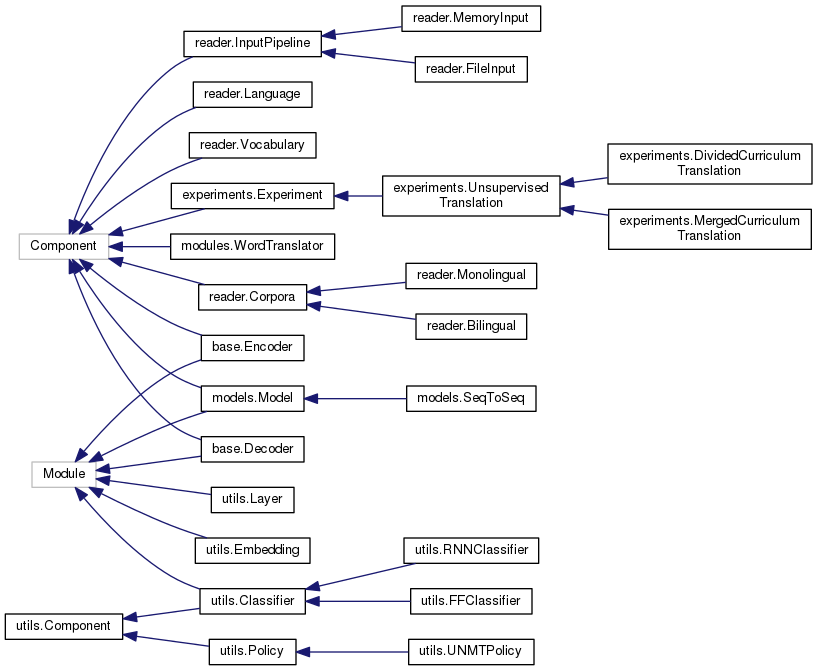 reader.MemoryInput
reader.InputPipeline
reader.FileInput
reader.Language
reader.Vocabulary
experiments.DividedCurriculum
Translation
experiments.Experiment
experiments.Unsupervised
Translation
experiments.MergedCurriculum
Translation
Component
modules.WordTranslator
reader.Monolingual
reader.Corpora
reader.Bilingual
base.Encoder
models.Model
models.SeqToSeq
base.Decoder
Module
utils.Layer
utils.Embedding
utils.RNNClassifier
utils.Classifier
utils.FFClassifier
utils.Component
utils.Policy
utils.UNMTPolicy